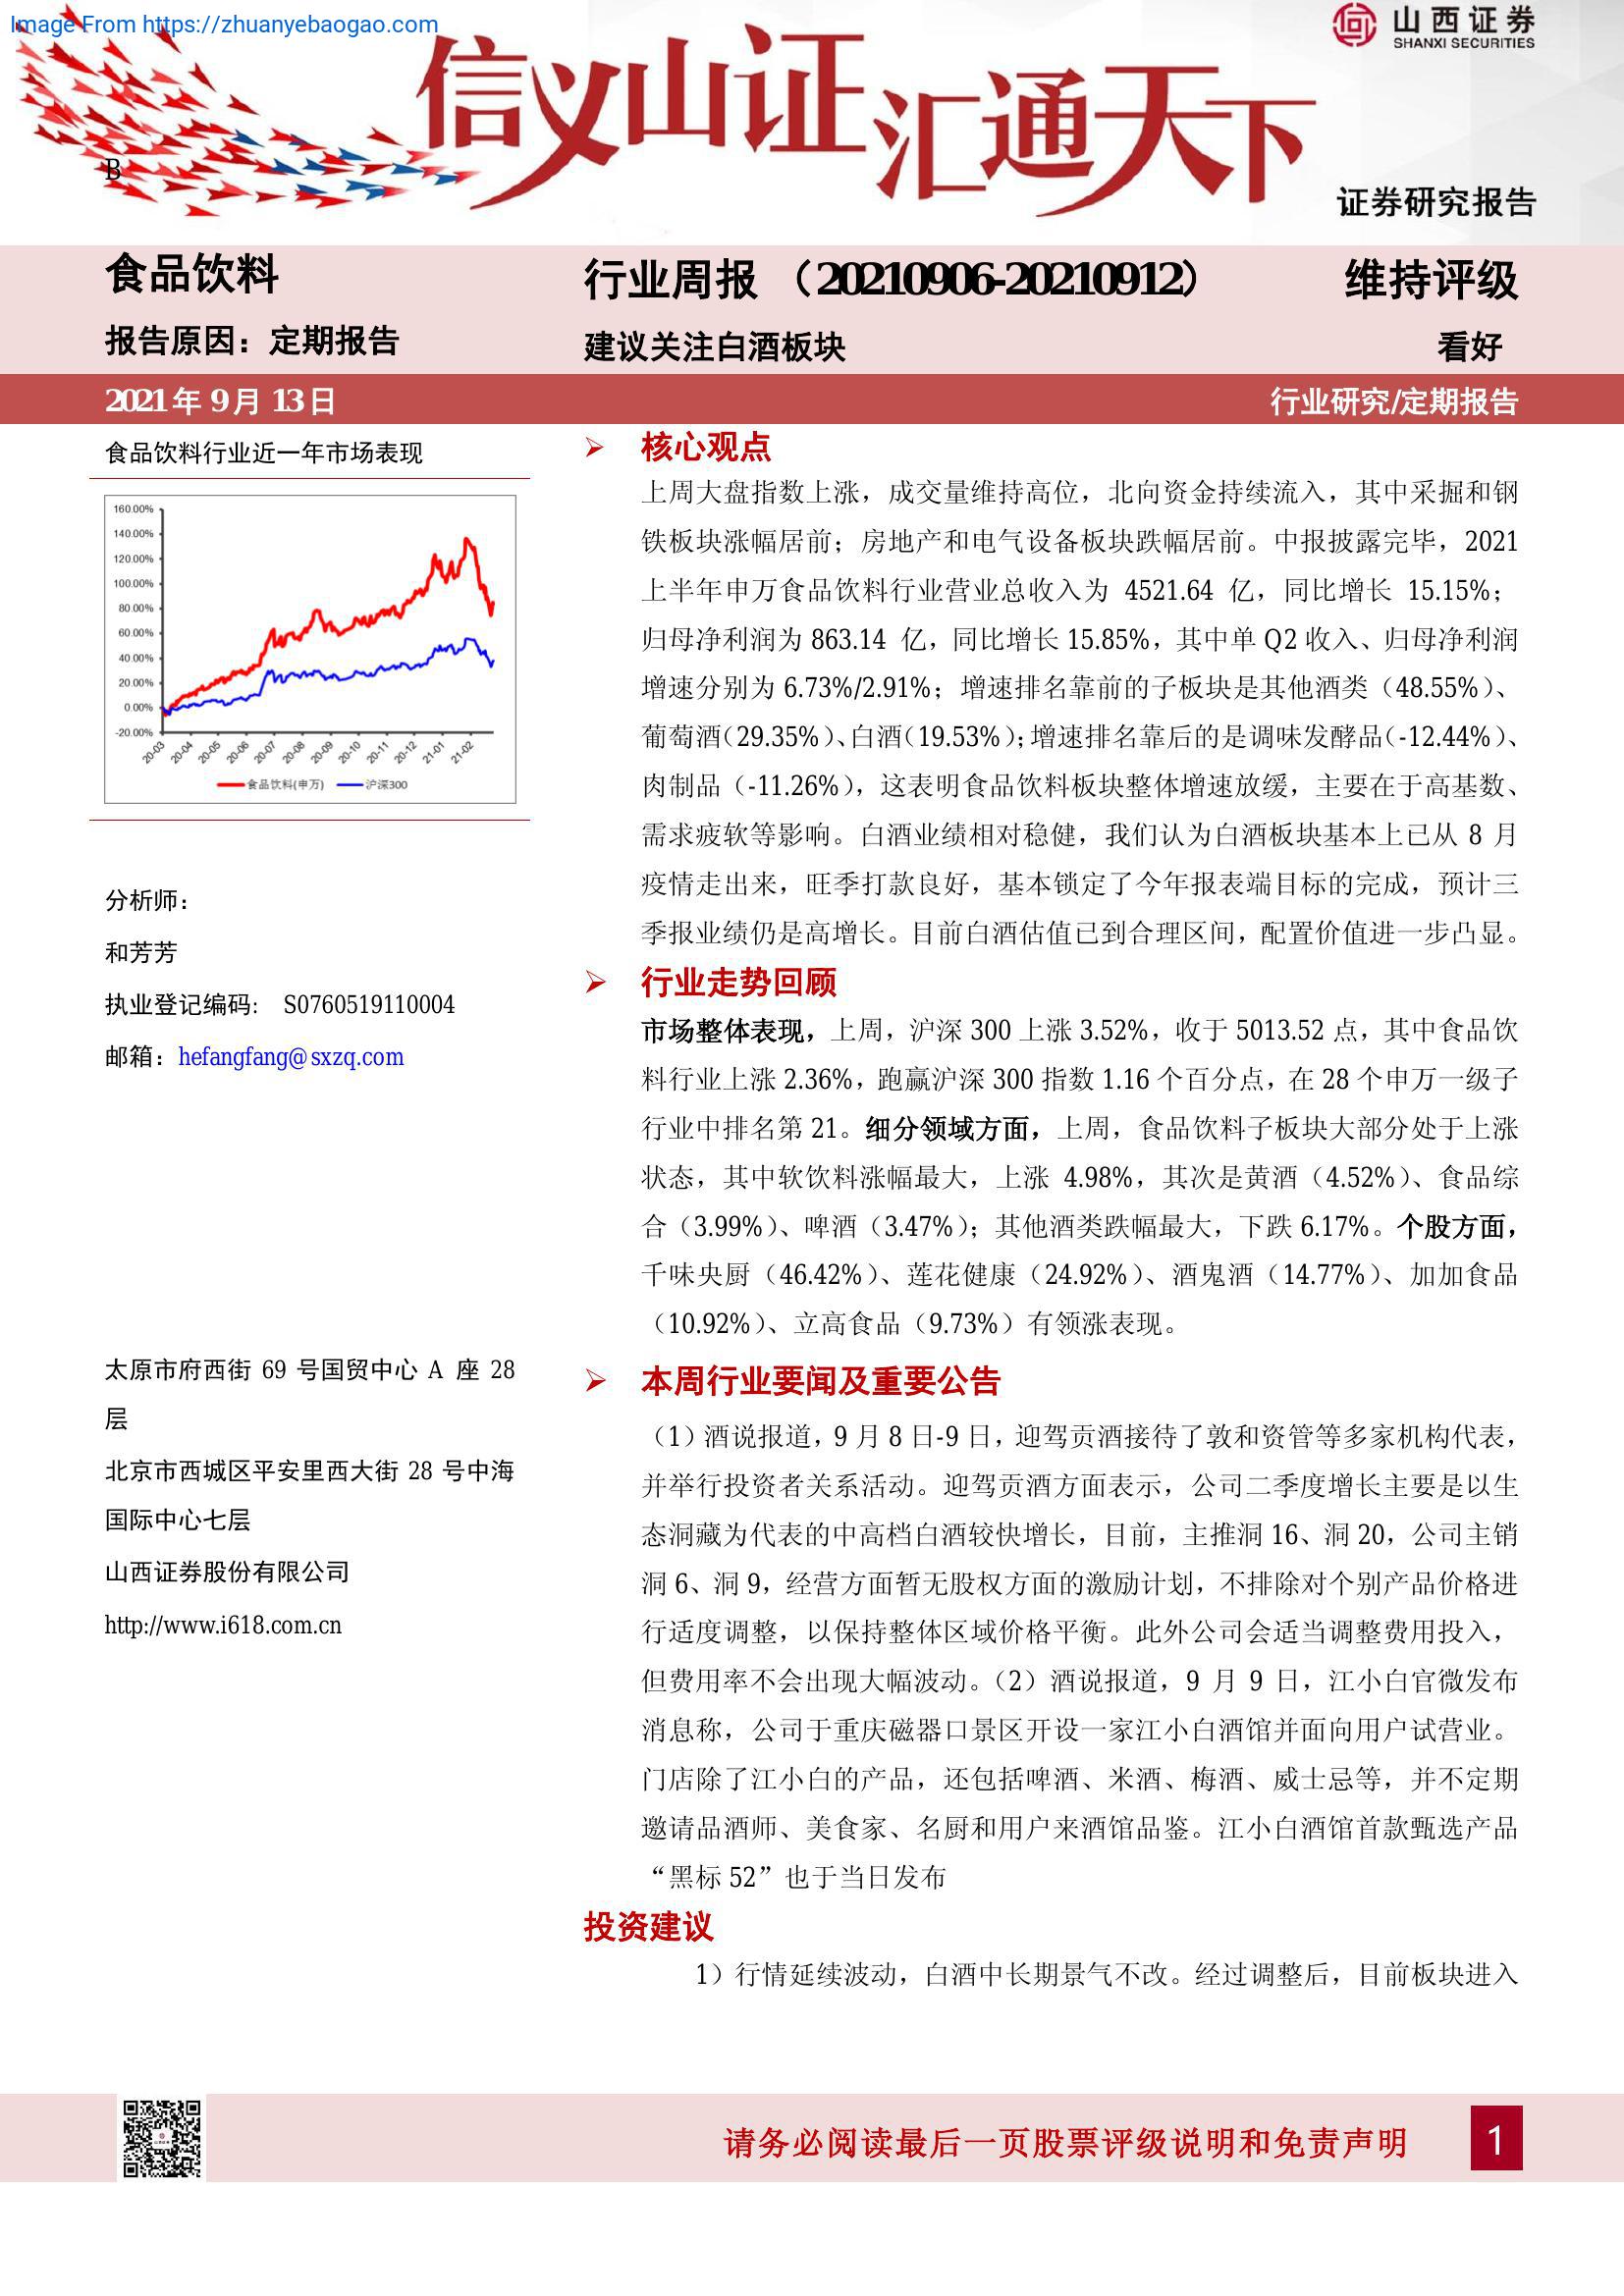 Image From https://zhuanyebaogao.com
山西证券
SHANXI SECURITIES
信义山证汇通天下
B
证券研究报告
食品饮料
行业周报（20210906-20210912）
维持评级
报告原因：定期报告
建议关注白酒板块
看好
2021 年 9 月 13 日
行业研究/定期报告
食品饮料行业近一年市场表现
160.00%
140.00%
120.00%
100.00%
80.00%
60.00%
40.00%
20.00%
0.00%
-20.00%
20-03 20-04 20-05 20-06 20-07 20-08 20-09 20-10 20-11 20-12 21-01 21-02
食品饮料(申万) 沪深300
分析师：
和芳芳
执业登记编码: S0760519110004
邮箱：hefangfang@sxzq.com
太原市府西街 69 号国贸中心 A 座 28
层
北京市西城区平安里西大街 28 号中海
国际中心七层
山西证券股份有限公司
http://www.i618.com.cn
➢ 核心观点
上周大盘指数上涨，成交量维持高位，北向资金持续流入，其中采掘和钢
铁板块涨幅居前；房地产和电气设备板块跌幅居前。中报披露完毕，2021
上半年申万食品饮料行业营业总收入为 4521.64 亿，同比增长 15.15%；
归母净利润为 863.14 亿，同比增长 15.85%，其中单 Q2 收入、归母净利润
增速分别为 6.73%/2.91%；增速排名靠前的子板块是其他酒类（48.55%）、
葡萄酒（29.35%）、白酒（19.53%）；增速排名靠后的是调味发酵品（-12.44%）、
肉制品（-11.26%），这表明食品饮料板块整体增速放缓，主要在于高基数、
需求疲软等影响。白酒业绩相对稳健，我们认为白酒板块基本上已从 8 月
疫情走出来，旺季打款良好，基本锁定了今年报表端目标的完成，预计三
季报业绩仍是高增长。目前白酒估值已到合理区间，配置价值进一步凸显。
➢ 行业走势回顾
市场整体表现，上周，沪深 300 上涨 3.52%，收于 5013.52 点，其中食品饮
料行业上涨 2.36%，跑赢沪深 300 指数 1.16 个百分点，在 28 个申万一级子
行业中排名第 21。细分领域方面，上周，食品饮料子板块大部分处于上涨
状态，其中软饮料涨幅最大，上涨 4.98%，其次是黄酒（4.52%）、食品综
合（3.99%）、啤酒（3.47%）；其他酒类跌幅最大，下跌 6.17%。个股方面，
千味央厨（46.42%）、莲花健康（24.92%）、酒鬼酒（14.77%）、加加食品
（10.92%）、立高食品（9.73%）有领涨表现。
➢ 本周行业要闻及重要公告
（1）酒说报道，9 月 8 日-9 日，迎驾贡酒接待了敦和资管等多家机构代表，
并举行投资者关系活动。迎驾贡酒方面表示，公司二季度增长主要是以生
态洞藏为代表的中高档白酒较快增长，目前，主推洞 16、洞 20，公司主销
洞 6、洞 9，经营方面暂无股权方面的激励计划，不排除对个别产品价格进
行适度调整，以保持整体区域价格平衡。此外公司会适当调整费用投入，
但费用率不会出现大幅波动。（2）酒说报道，9 月 9 日，江小白官微发布
消息称，公司于重庆磁器口景区开设一家江小白酒馆并面向用户试营业。
门店除了江小白的产品，还包括啤酒、米酒、梅酒、威士忌等，并不定期
邀请品酒师、美食家、名厨和用户来酒馆品鉴。江小白酒馆首款甄选产品
“黑标 52”也于当日发布
投资建议
1）行情延续波动，白酒中长期景气不改。经过调整后，目前板块进入
请务必阅读最后一页股票评级说明和免责声明
1